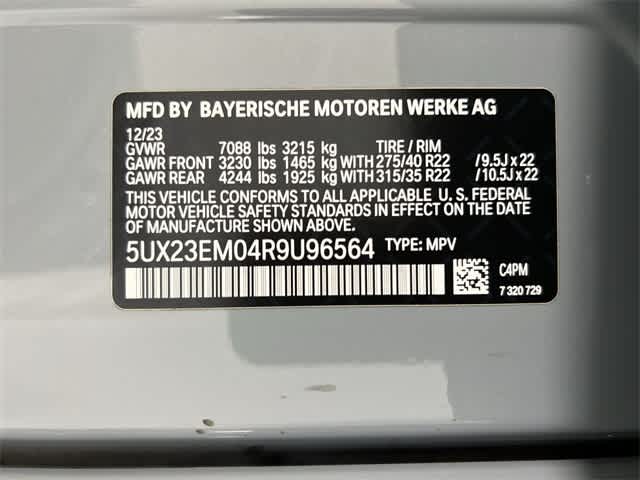 MFD BY BAYERISCHE MOTOREN WERKE AG
12/23
GVWR 7088 lbs 3215 kg TIRE / RIM
GAWR FRONT 3230 lbs 1465 kg WITH 275/40 R22 /9.5J x 22
GAWR REAR 4244 lbs 1925 kg WITH 315/35 R22 /10.5J x 22
THIS VEHICLE CONFORMS TO ALL APPLICABLE U. S. FEDERAL
MOTOR VEHICLE SAFETY STANDARDS IN EFFECT ON THE DATE
OF MANUFACTURE SHOWN ABOVE.
5UX23EM04R9U96564 TYPE: MPV
C4PM
7 320 729